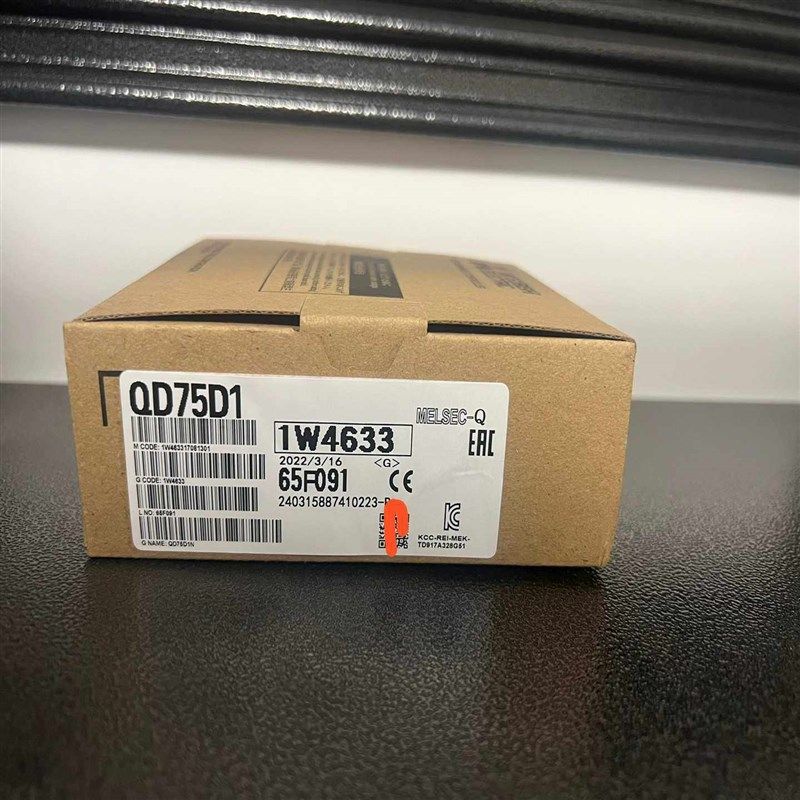 QD75D1
MELSEC-Q
M CODE: 1W463317081301
1W4633
EAC
2022/3/16 <G>
G CODE: 1W4633
65F091 CE
240315887410223-
L NO: 65F091
KCC-REI-MEK-
TD917A328G51
G NAME: QD75D1N